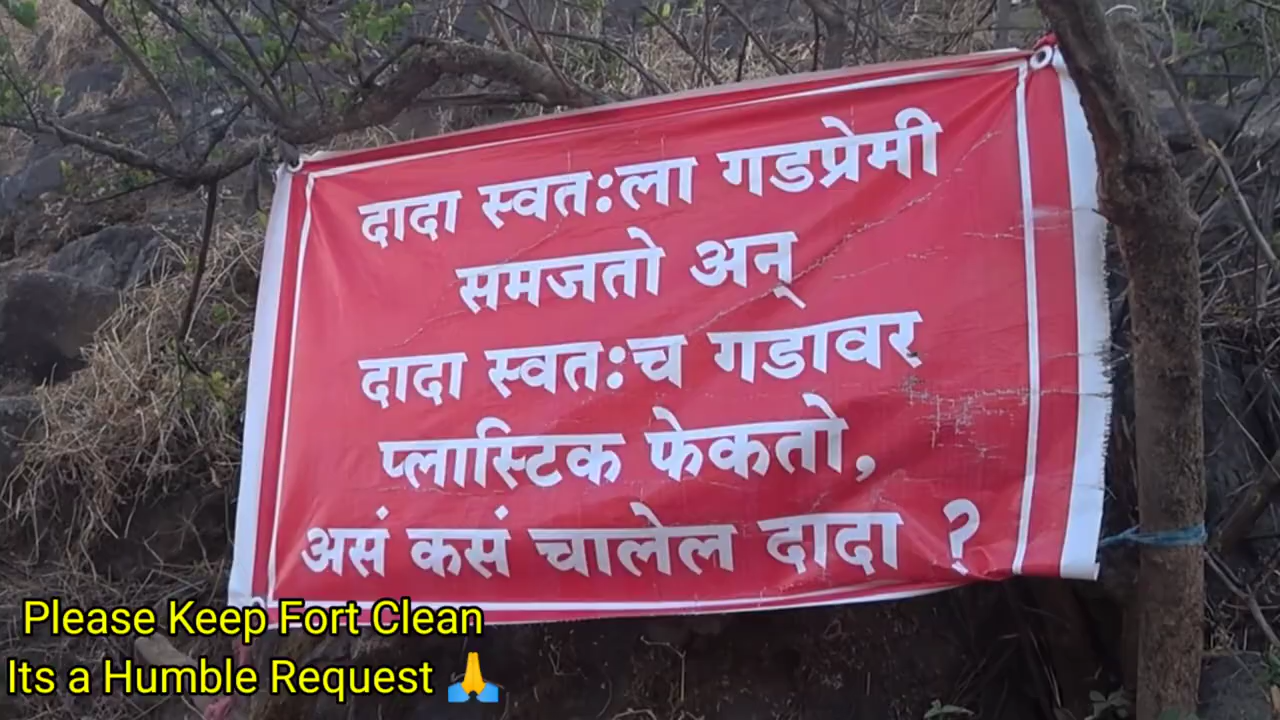 दादा स्वत:ला गडप्रेमी
समजतो अन्
दादा स्वत:च गडावर
प्लास्टिक फेकतो,
असं कसं चालेल दादा ?
Please Keep Fort Clean
Its a Humble Request 🙏